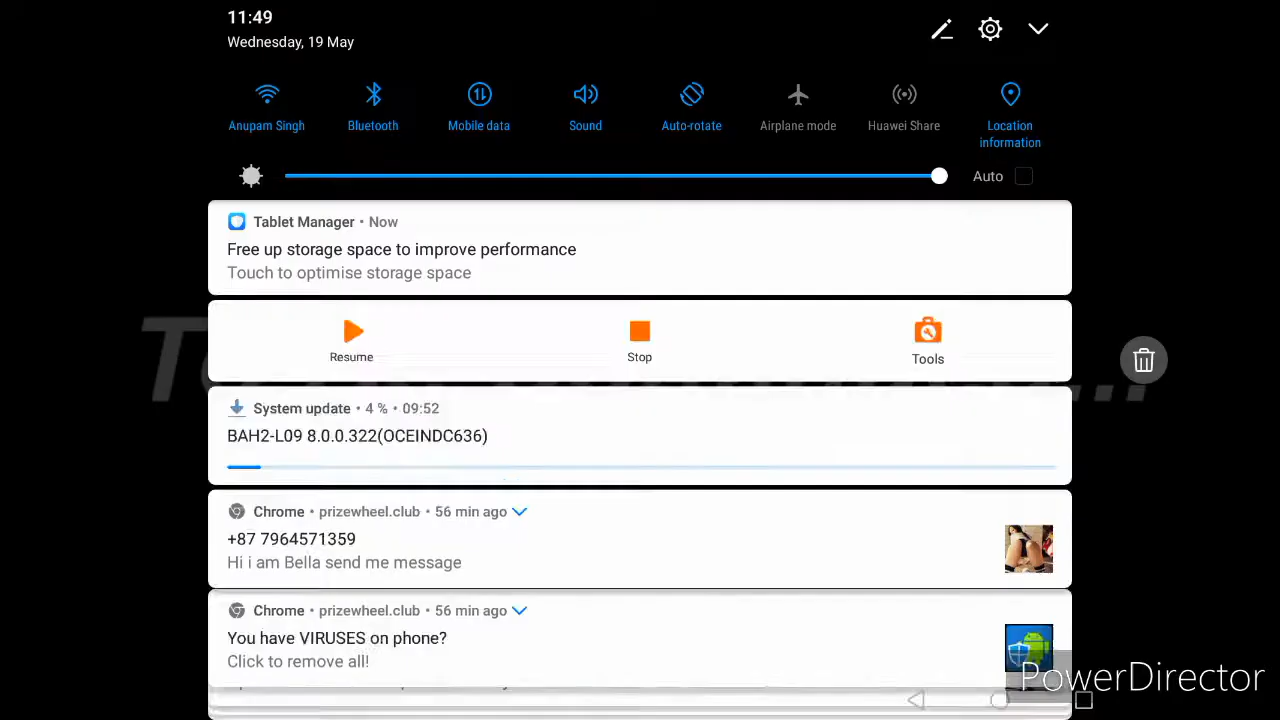 11:49
Wednesday, 19 May
Anupam Singh
Bluetooth
Mobile data
Sound
Auto-rotate
Airplane mode
Huawei Share
Location
information
Auto
Tablet Manager • Now
Free up storage space to improve performance
Touch to optimise storage space
Resume
Stop
Tools
System update • 4 % • 09:52
BAH2-L09 8.0.0.322(OCEINDC636)
Chrome • prizewheel.club • 56 min ago
+87 7964571359
Hi i am Bella send me message
Chrome • prizewheel.club • 56 min ago
You have VIRUSES on phone?
Click to remove all!
PowerDirector